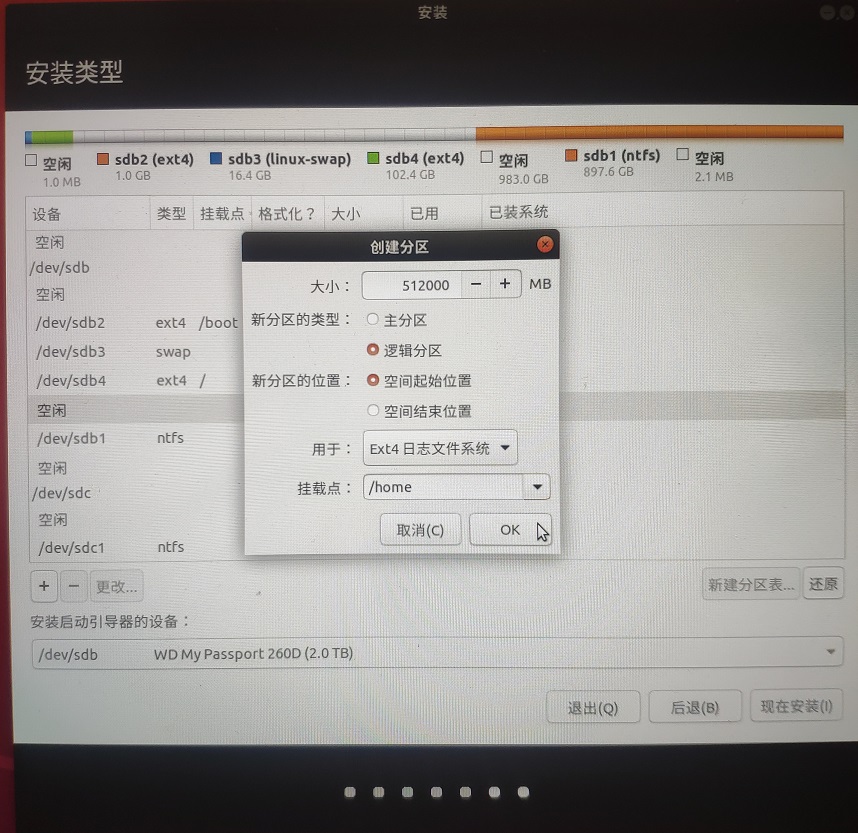 安装
安装类型
空闲 sdb2 (ext4) sdb3 (linux-swap) sdb4 (ext4) 空闲 sdb1 (ntfs) 空闲
1.0 MB 1.0 GB 16.4 GB 102.4 GB 983.0 GB 897.6 GB 2.1 MB
设备 类型 挂载点 格式化? 大小 已用 已装系统
空闲
/dev/sdb
空闲
/dev/sdb2 ext4 /boot
/dev/sdb3 swap
/dev/sdb4 ext4 /
空闲
/dev/sdb1 ntfs
空闲
/dev/sdc
空闲
/dev/sdc1 ntfs
创建分区
大小: 512000 − + MB
新分区的类型: 主分区
逻辑分区
新分区的位置: 空间起始位置
空间结束位置
用于: Ext4 日志文件系统
挂载点: /home
取消(C) OK
+ − 更改... 新建分区表... 还原
安装启动引导器的设备:
/dev/sdb WD My Passport 260D (2.0 TB)
退出(Q) 后退(B) 现在安装(I)